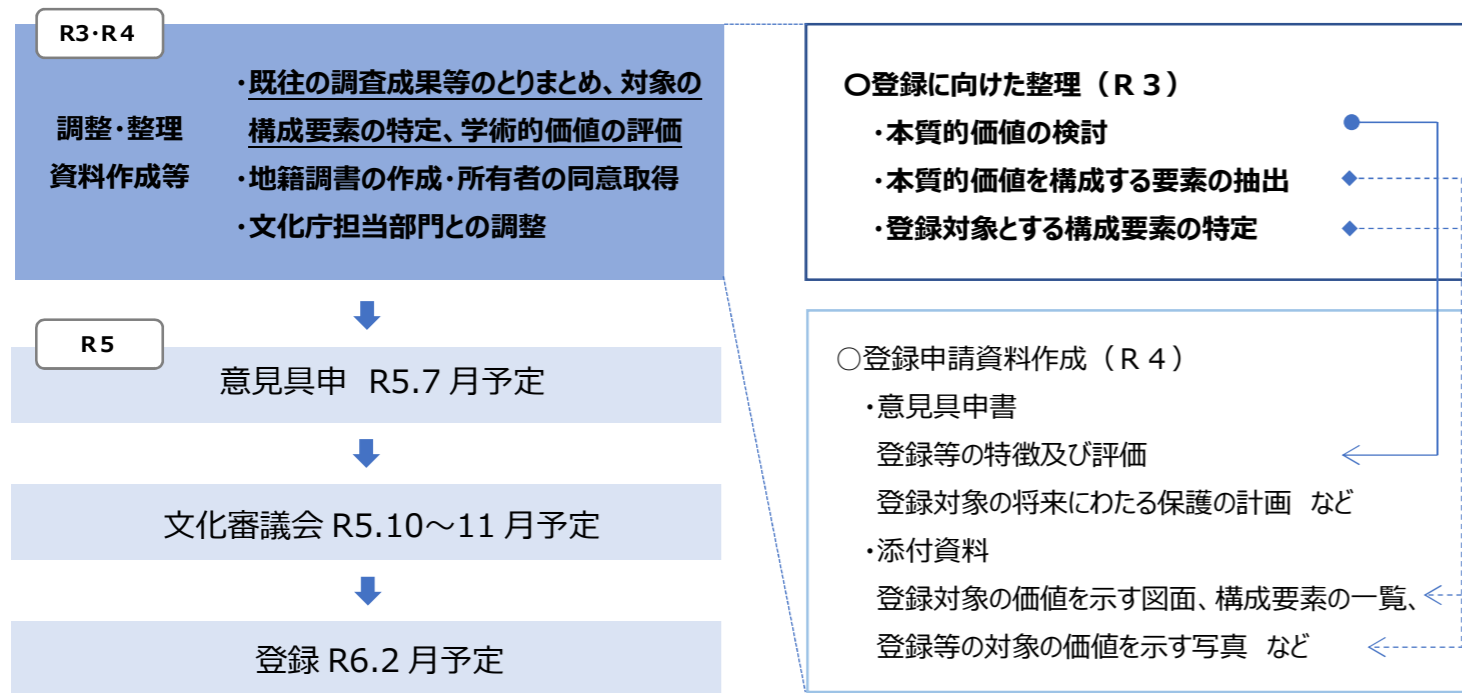 R3・R4
調整・整理
資料作成等
・既往の調査成果等のとりまとめ、対象の
構成要素の特定、学術的価値の評価
・地籍調書の作成・所有者の同意取得
・文化庁担当部門との調整
R5
意見具申 R5.7月予定
文化審議会 R5.10～11月予定
登録 R6.2月予定
〇登録に向けた整理（R３）
・本質的価値の検討
・本質的価値を構成する要素の抽出
・登録対象とする構成要素の特定
○登録申請資料作成（R４）
・意見具申書
登録等の特徴及び評価
登録対象の将来にわたる保護の計画 など
・添付資料
登録対象の価値を示す図面、構成要素の一覧、
登録等の対象の価値を示す写真 など